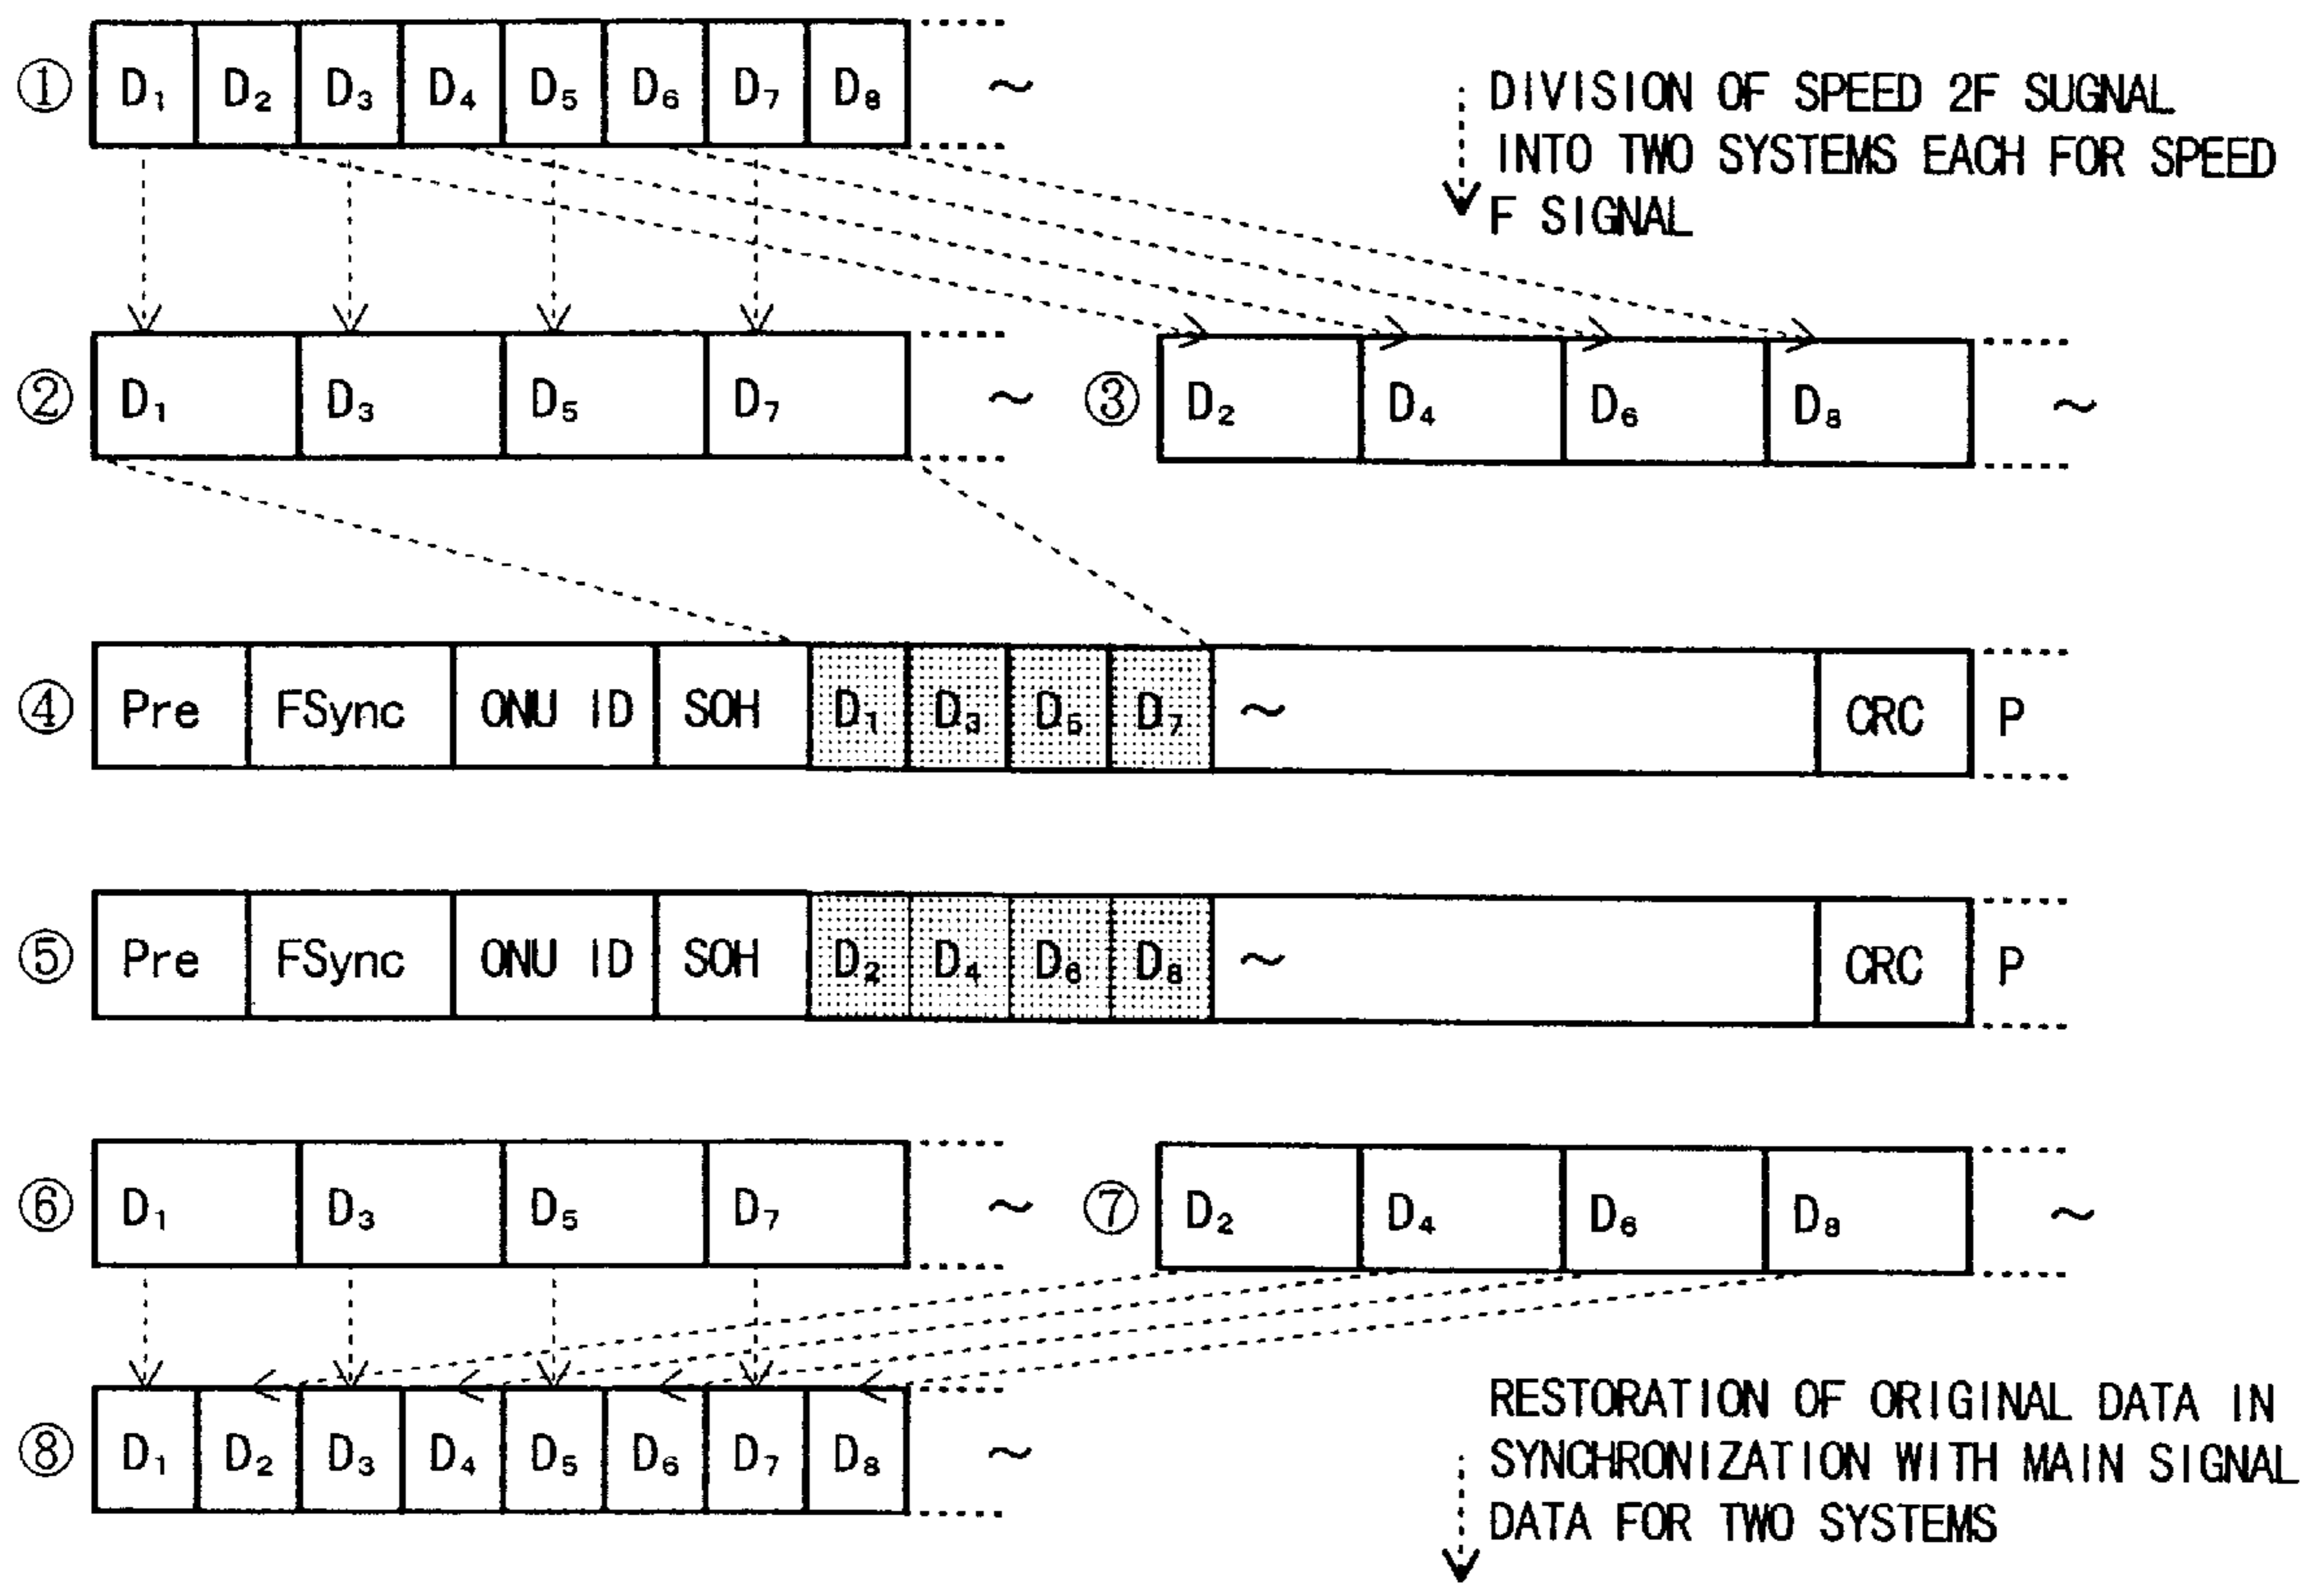 ① D₁ D₂ D₃ D₄ D₅ D₆ D₇ D₈ ~
DIVISION OF SPEED 2F SUGNAL
INTO TWO SYSTEMS EACH FOR SPEED
F SIGNAL
② D₁ D₃ D₅ D₇ ~ ③ D₂ D₄ D₆ D₈ ~
④ Pre FSync ONU ID SOH D₁ D₃ D₅ D₇ ~ CRC P
⑤ Pre FSync ONU ID SOH D₂ D₄ D₆ D₈ ~ CRC P
⑥ D₁ D₃ D₅ D₇ ~ ⑦ D₂ D₄ D₆ D₈ ~
⑧ D₁ D₂ D₃ D₄ D₅ D₆ D₇ D₈ ~
RESTORATION OF ORIGINAL DATA IN
SYNCHRONIZATION WITH MAIN SIGNAL
DATA FOR TWO SYSTEMS